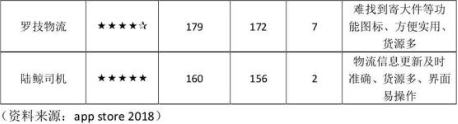 罗技物流 ★★★★☆ 179 172 7 难找到寄大件等功
能图标、方便实用、
货源多
陆鲸司机 ★★★★★ 160 156 2 物流信息更新及时
准确、货源多、界面
易操作
（资料来源：app store 2018）